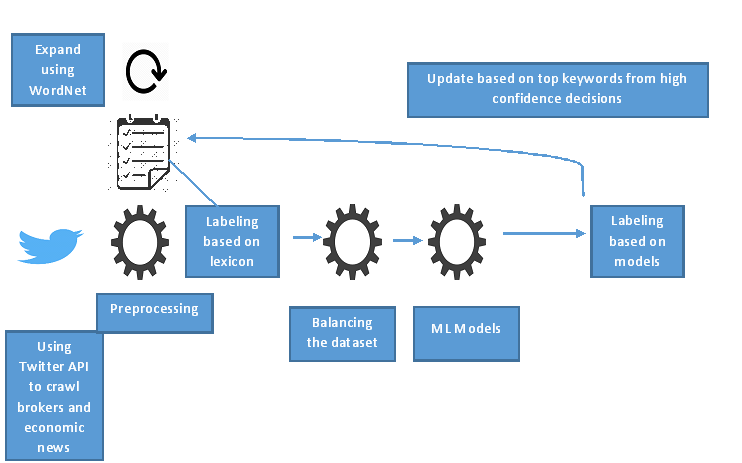 Expand
using
WordNet
Update based on top keywords from high
confidence decisions
Labeling
based on
lexicon
Labeling
based on
models
Preprocessing
Balancing
the dataset
ML Models
Using
Twitter API
to crawl
brokers and
economic
news